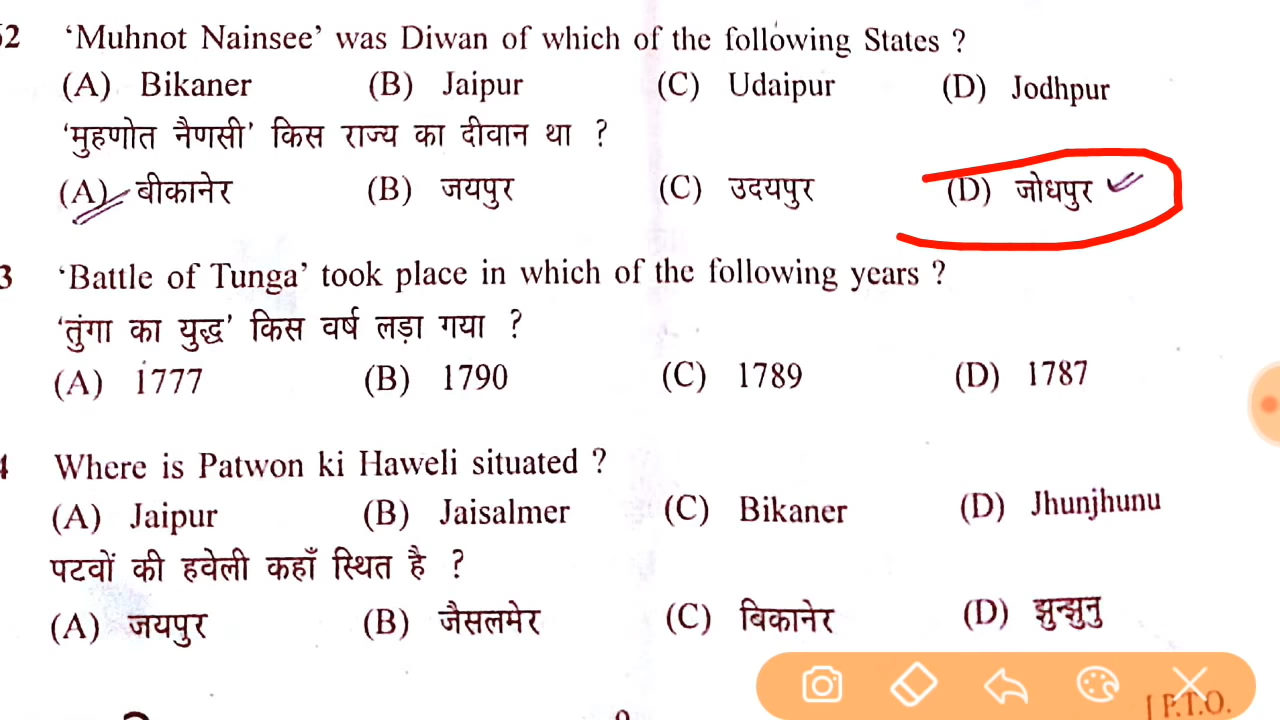 52 'Muhnot Nainsee' was Diwan of which of the following States ?
(A) Bikaner (B) Jaipur (C) Udaipur (D) Jodhpur
'मुहणोत नैणसी' किस राज्य का दीवान था ?
(A) बीकानेर (B) जयपुर (C) उदयपुर (D) जोधपुर
3 'Battle of Tunga' took place in which of the following years ?
'तुंगा का युद्ध' किस वर्ष लड़ा गया ?
(A) 1777 (B) 1790 (C) 1789 (D) 1787
4 Where is Patwon ki Haweli situated ?
(A) Jaipur (B) Jaisalmer (C) Bikaner (D) Jhunjhunu
पटवों की हवेली कहाँ स्थित है ?
(A) जयपुर (B) जैसलमेर (C) बिकानेर (D) झुन्झुनु
[ P.T.O.